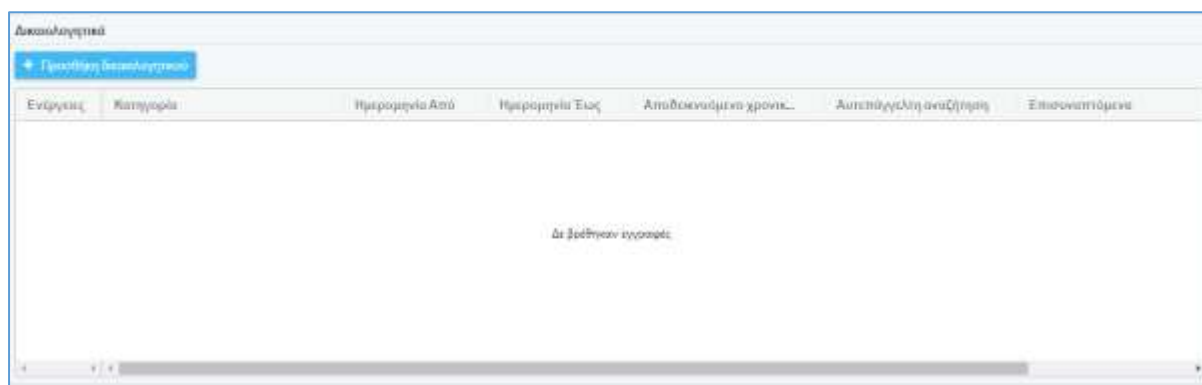 Δικαιολογητικά
+ Προσθήκη δικαιολογητικού
Ενέργειες Κατηγορία Ημερομηνία Από Ημερομηνία Έως Αποδεικνυόμενο χρονικ... Αυτεπάγγελτη αναζήτηση Επισυναπτόμενα
Δε βρέθηκαν εγγραφές